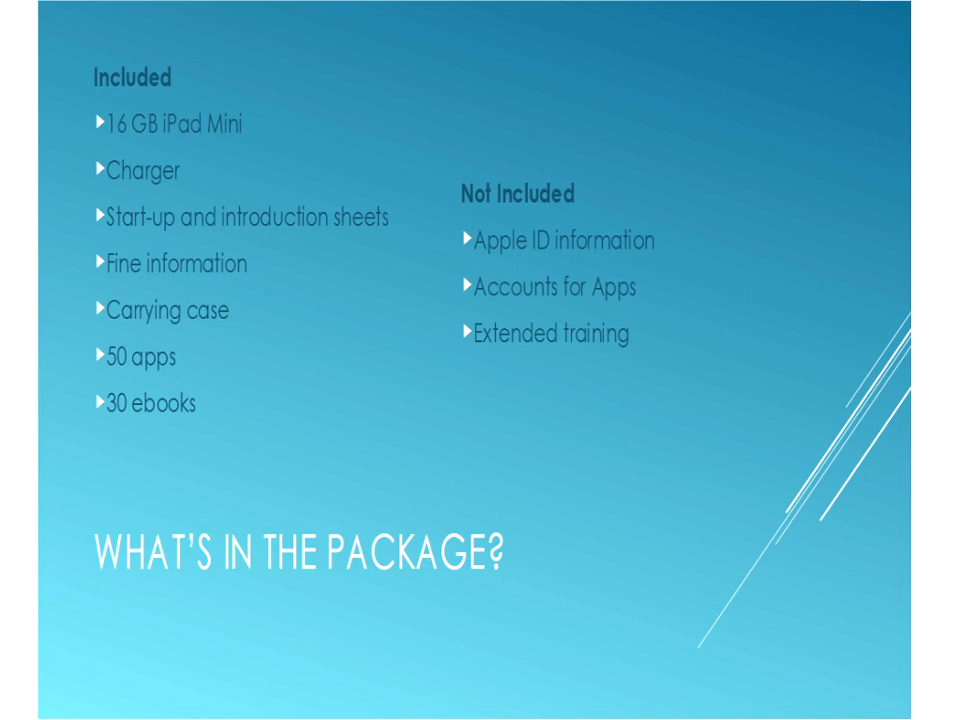 Included
16 GB iPad Mini
Charger
Start-up and introduction sheets
Fine information
Carrying case
50 apps
30 ebooks
Not Included
Apple ID information
Accounts for Apps
Extended training
WHAT'S IN THE PACKAGE?